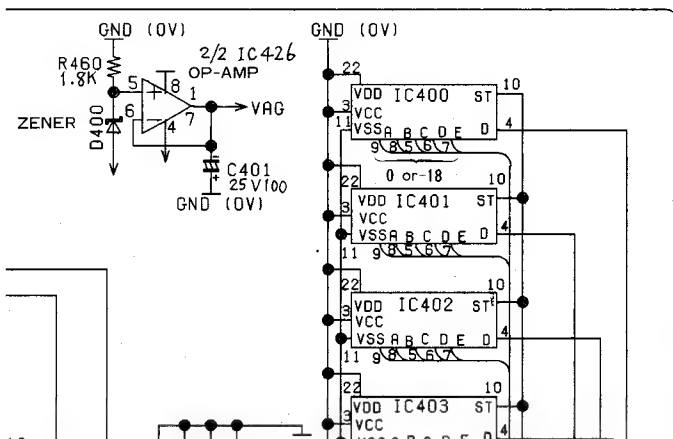 GND (0V)
R460
1.8K
2/2 IC426
OP-AMP
8
5
+
1
6
-
7
4
VAG
ZENER
D400
-
+
C401
25V100
GND (0V)
GND (0V)
22
VDD IC400 ST
10
3
VCC
11
VSS A B C D E D
4
9 8 5 6 7
0 or -18
22
VDD IC401 ST
10
3
VCC
VSS A B C D E D
4
11 9 8 5 6 7
22
VDD IC402 ST
10
3
VCC
VSS A B C D E D
4
11 9 8 5 6 7
22
VDD IC403 ST
10
3
VCC